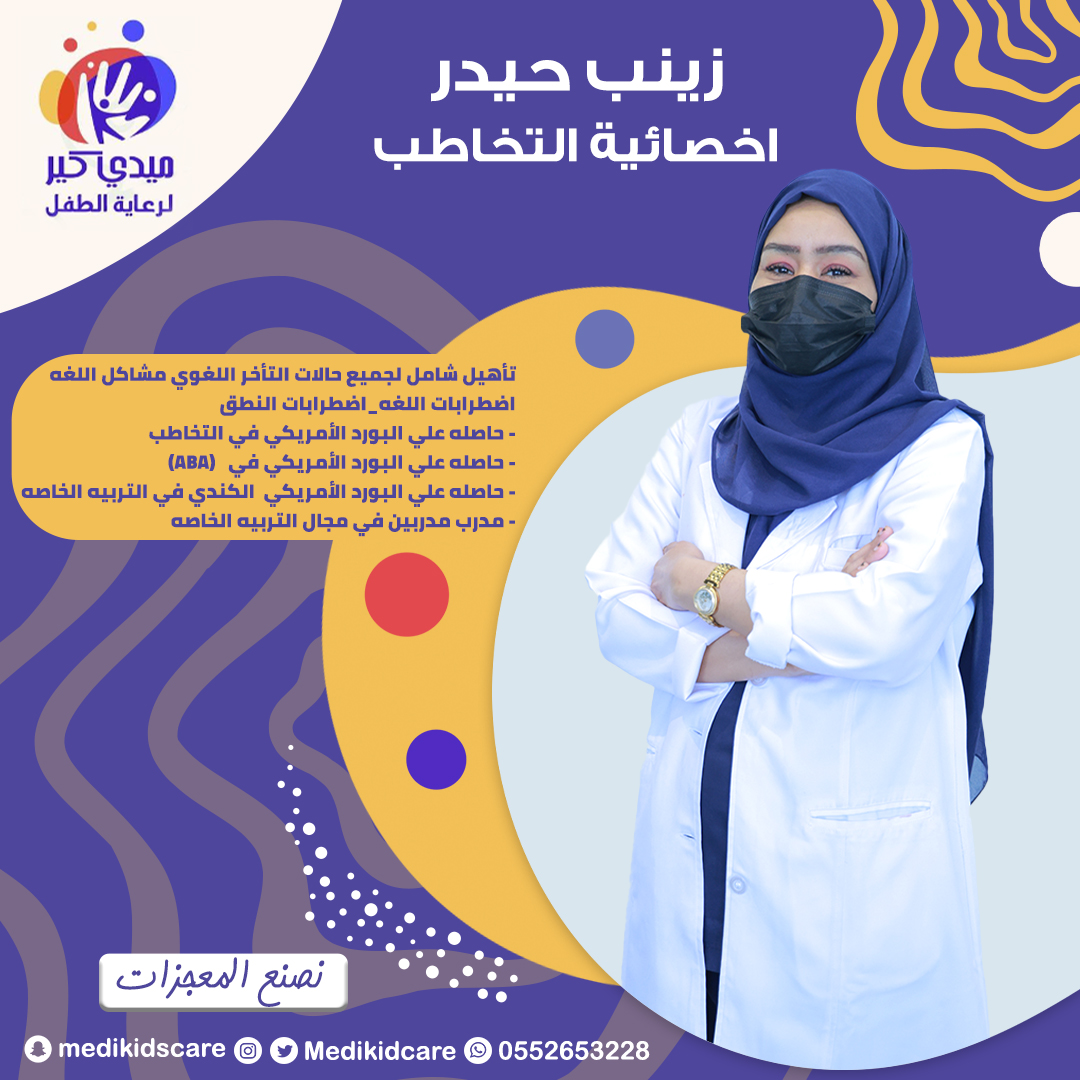 ميدي كير
لرعاية الطفل
زينب حيدر
اخصائية التخاطب
تأهيل شامل لجميع حالات التأخر اللغوي مشاكل اللغه
اضطرابات اللغه_اضطرابات النطق
- حاصله علي البورد الأمريكي في التخاطب
- حاصله علي البورد الأمريكي في (ABA)
- حاصله علي البورد الأمريكي الكندي في التربيه الخاصه
- مدرب مدربين في مجال التربيه الخاصه
نصنع المعجزات
medikidscare Medikidcare 0552653228